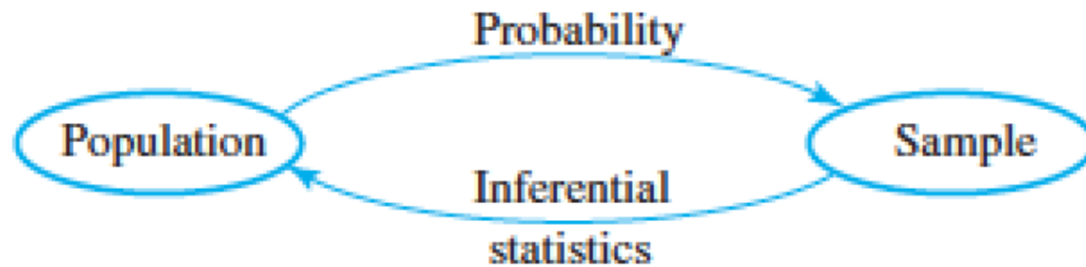 Probability
Population
Sample
Inferential
statistics